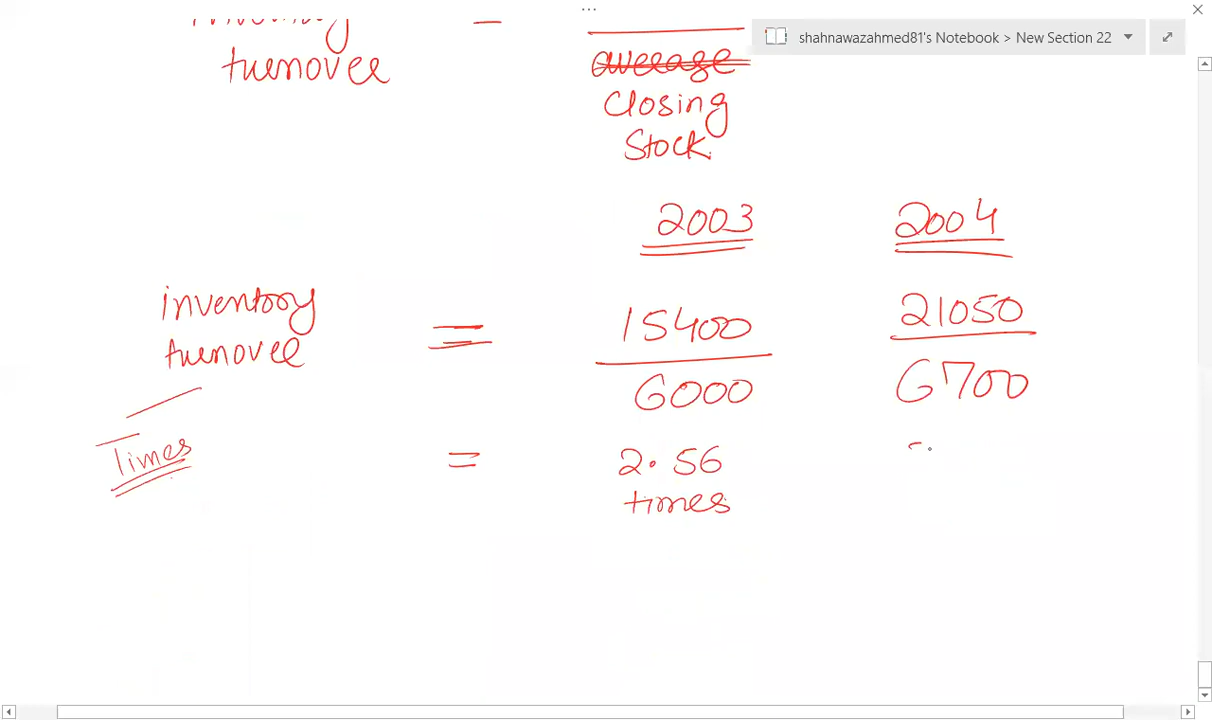 shahnawazahmed81's Notebook > New Section 22
inventory
turnover =
average
Closing
Stock.
2003 2004
inventory
turnover = 15400 21050
6000 6700
Times = 2.56
times